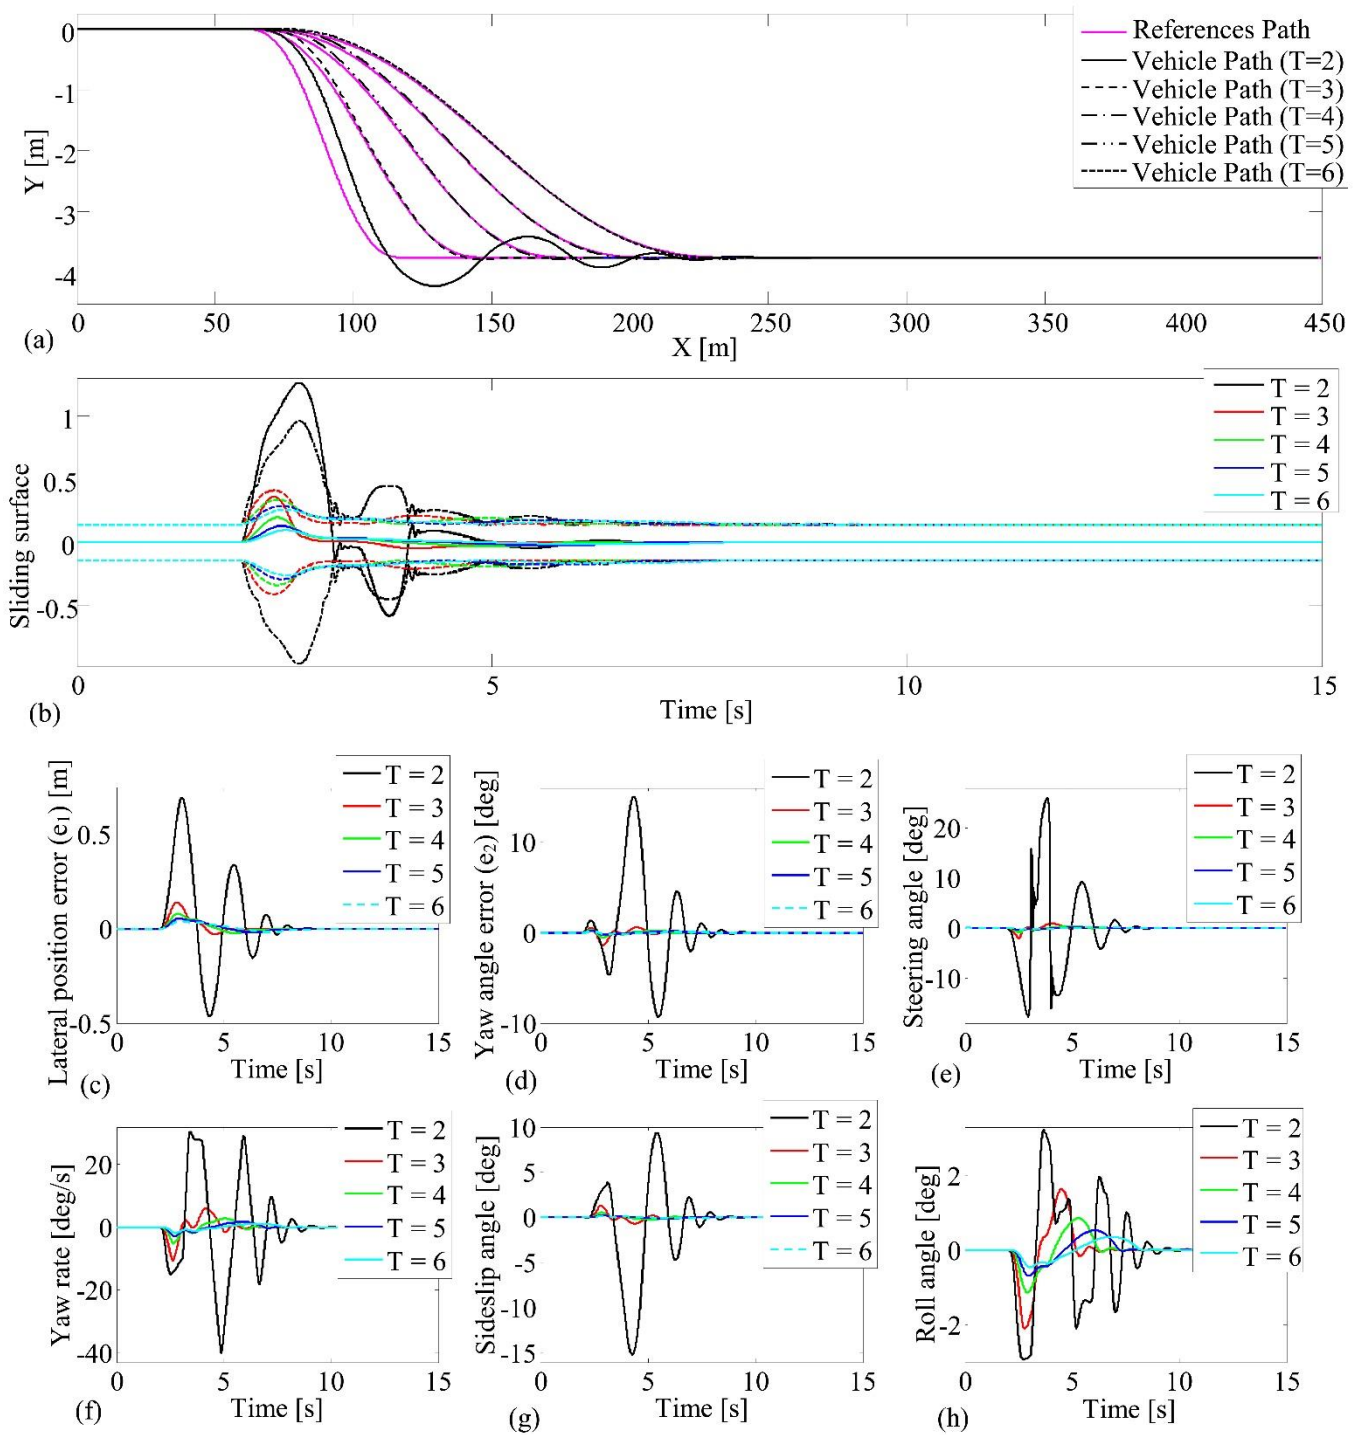 0
-1
-2
-3
-4
Y [m]
References Path
Vehicle Path (T=2)
Vehicle Path (T=3)
Vehicle Path (T=4)
Vehicle Path (T=5)
Vehicle Path (T=6)
0 50 100 150 200 250 300 350 400 450
(a)
X [m]
1
0.5
0
-0.5
Sliding surface
T = 2
T = 3
T = 4
T = 5
T = 6
0 5 10 15
(b)
Time [s]
Lateral position error (e1) [m]
0.5
0
-0.5
T = 2
T = 3
T = 4
T = 5
T = 6
0 5 10 15
Time [s]
(c)
Yaw angle error (e2) [deg]
10
0
-10
T = 2
T = 3
T = 4
T = 5
T = 6
0 5 10 15
Time [s]
(d)
Steering angle [deg]
20
10
0
-10
T = 2
T = 3
T = 4
T = 5
T = 6
0 5 10 15
Time [s]
(e)
Yaw rate [deg/s]
20
0
-20
-40
T = 2
T = 3
T = 4
T = 5
T = 6
0 5 10 15
Time [s]
(f)
Sideslip angle [deg]
10
5
0
-5
-10
-15
T = 2
T = 3
T = 4
T = 5
T = 6
0 5 10 15
Time [s]
(g)
Roll angle [deg]
2
0
-2
T = 2
T = 3
T = 4
T = 5
T = 6
0 5 10 15
Time [s]
(h)